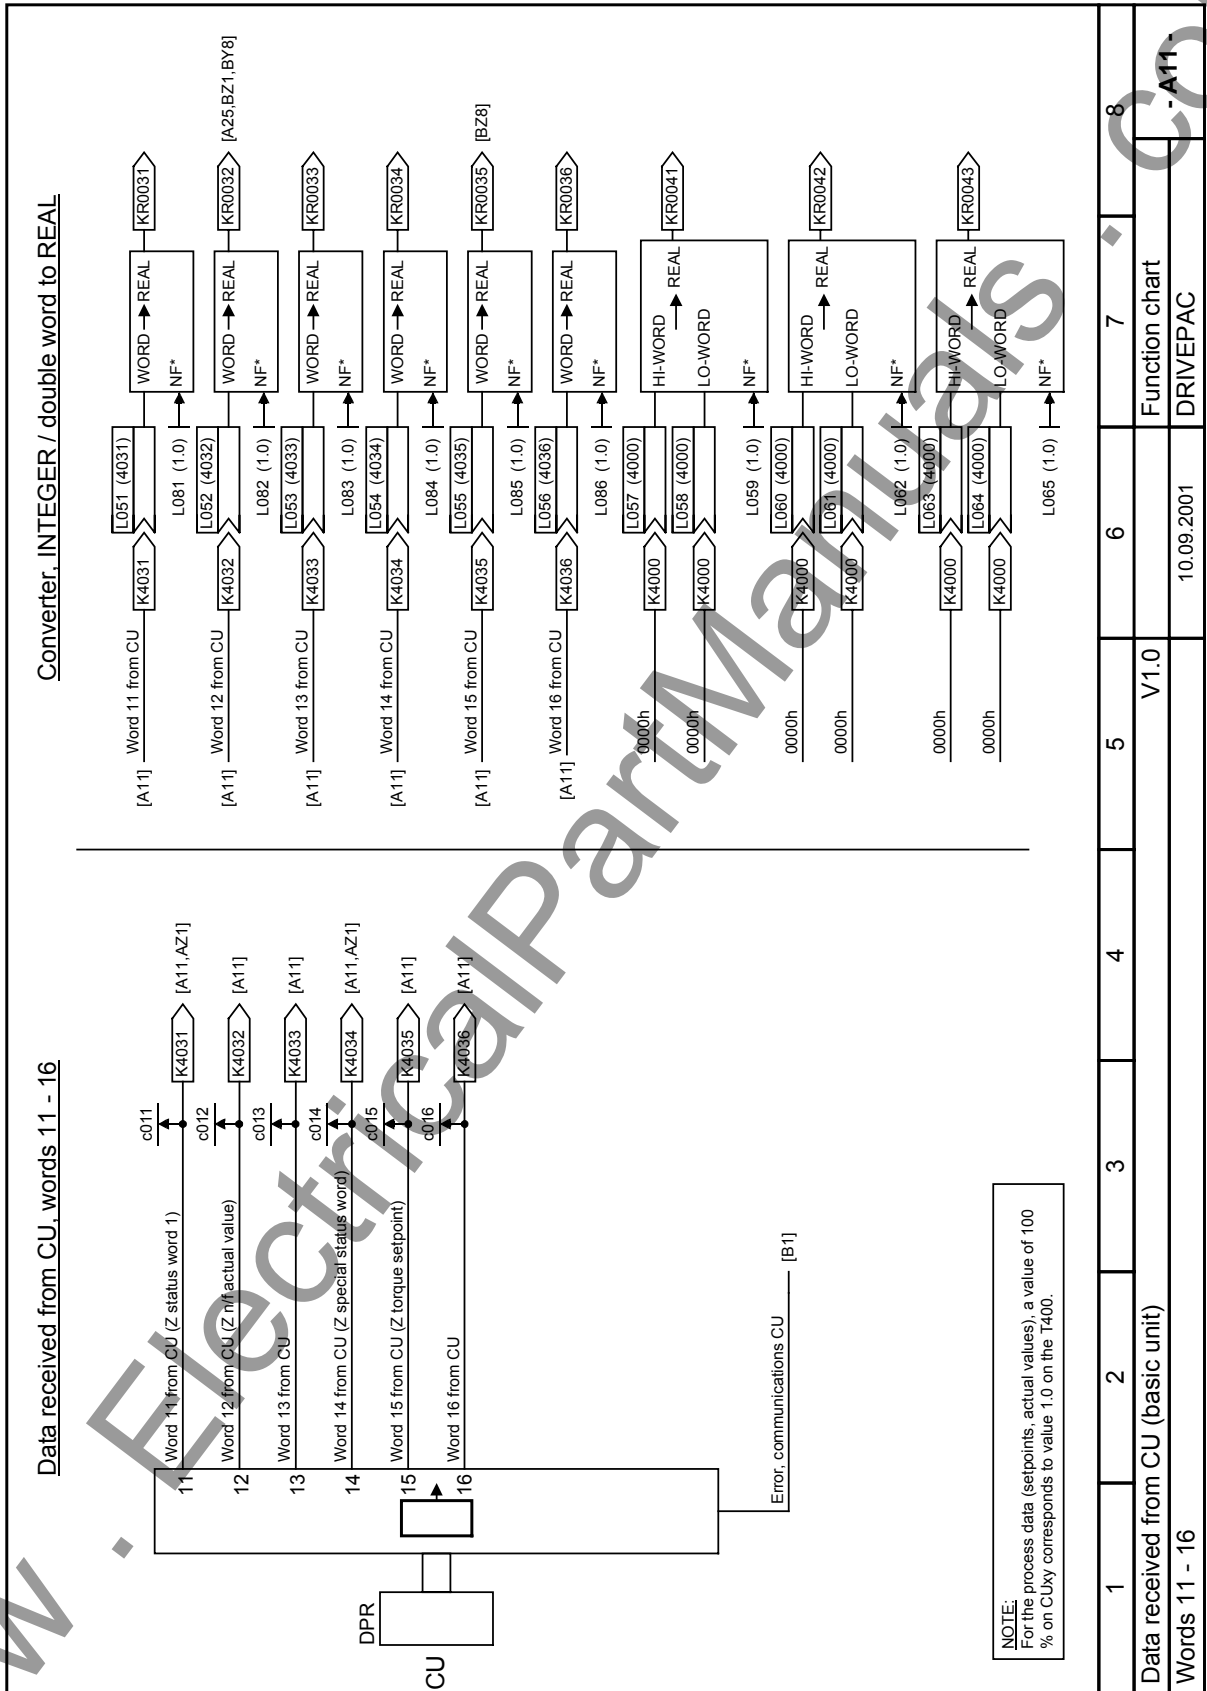 Data received from CU, words 11 - 16
CU
DPR
11
Word 11 from CU (Z status word 1)
c011
K4031
[A11,AZ1]
12
Word 12 from CU (Z n/f actual value)
c012
K4032
[A11]
13
Word 13 from CU
c013
K4033
[A11]
14
Word 14 from CU (Z special status word)
c014
K4034
[A11,AZ1]
15
Word 15 from CU (Z torque setpoint)
c015
K4035
[A11]
16
Word 16 from CU
c016
K4036
[A11]
Error, communications CU
[B1]
NOTE:
For the process data (setpoints, actual values), a value of 100
% on CUxy corresponds to value 1.0 on the T400.
Converter, INTEGER / double word to REAL
[A11]
Word 11 from CU
K4031
L051 (4031)
WORD
REAL
KR0031
L081 (1.0)
NF*
[A11]
Word 12 from CU
K4032
L052 (4032)
WORD
REAL
KR0032
[A25,BZ1,BY8]
L082 (1.0)
NF*
[A11]
Word 13 from CU
K4033
L053 (4033)
WORD
REAL
KR0033
L083 (1.0)
NF*
[A11]
Word 14 from CU
K4034
L054 (4034)
WORD
REAL
KR0034
L084 (1.0)
NF*
[A11]
Word 15 from CU
K4035
L055 (4035)
WORD
REAL
KR0035
[BZ8]
L085 (1.0)
NF*
[A11]
Word 16 from CU
K4036
L056 (4036)
WORD
REAL
KR0036
L086 (1.0)
NF*
0000h
K4000
L057 (4000)
HI-WORD
REAL
KR0041
0000h
K4000
L058 (4000)
LO-WORD
L059 (1.0)
NF*
0000h
K4000
L060 (4000)
HI-WORD
REAL
KR0042
0000h
K4000
L061 (4000)
LO-WORD
L062 (1.0)
NF*
0000h
K4000
L063 (4000)
HI-WORD
REAL
KR0043
0000h
K4000
L064 (4000)
LO-WORD
L065 (1.0)
NF*
1 2 3 4 5 6 7 8
Data received from CU (basic unit)
V1.0
Function chart
- A11 -
Words 11 - 16
10.09.2001
DRIVEPAC
w . ElectricalPartManuals . co